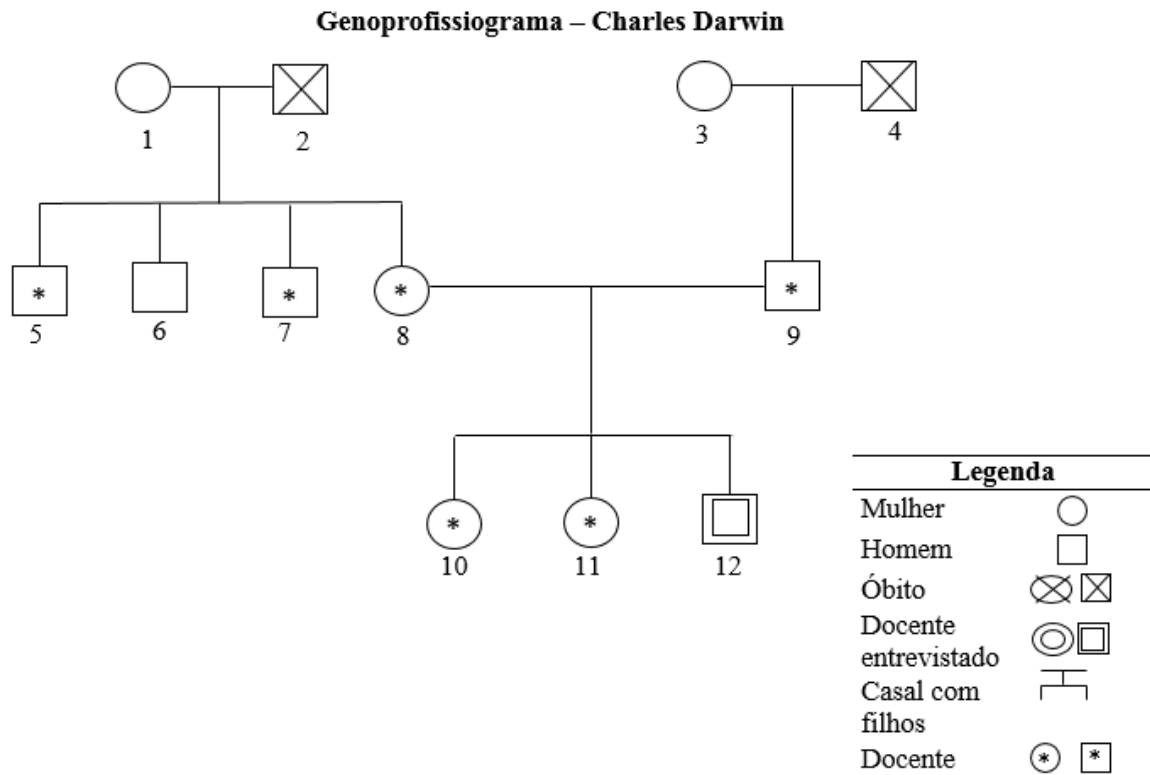 Genoprofissiograma – Charles Darwin
1
2
3
4
*
*
*
*
5
6
7
8
9
*
*
10
11
12
Legenda
Mulher
Homem
Óbito
Docente
entrevistado
Casal com
filhos
Docente
*
*